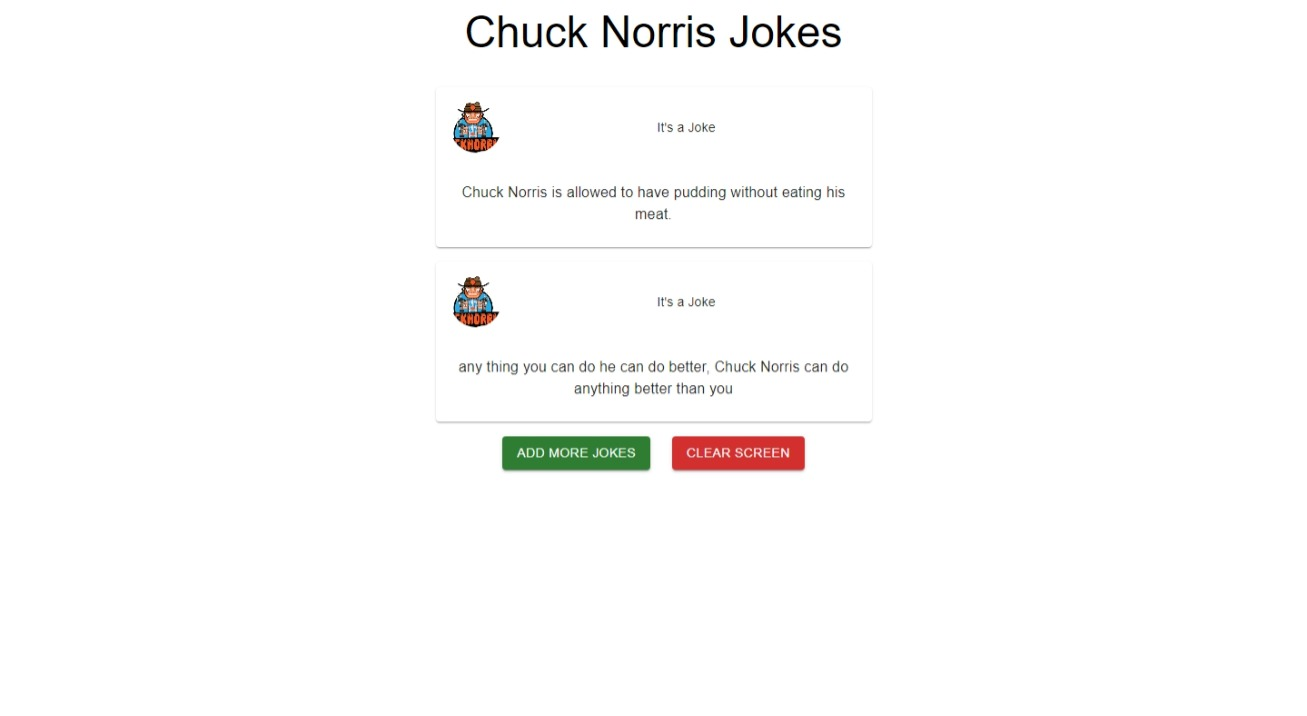 Chuck Norris Jokes
It's a Joke
Chuck Norris is allowed to have pudding without eating his
meat.
It's a Joke
any thing you can do he can do better, Chuck Norris can do
anything better than you
ADD MORE JOKES
CLEAR SCREEN